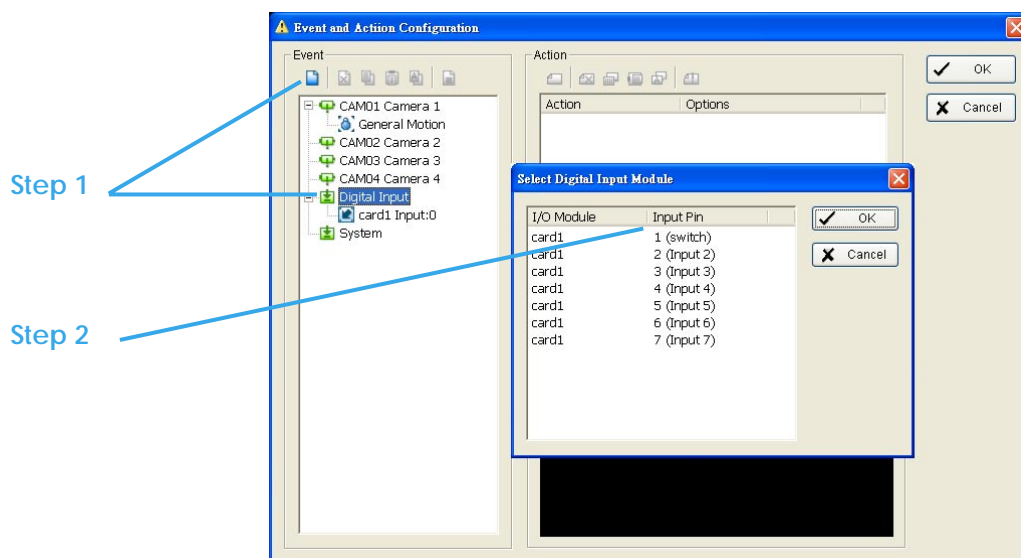 Event and Actiion Configuration
Event
Action
OK
Cancel
Action Options
CAM01 Camera 1
General Motion
CAM02 Camera 2
CAM03 Camera 3
CAM04 Camera 4
Digital Input
card1 Input:0
System
Step 1
Step 2
Select Digital Input Module
I/O Module Input Pin
card1 1 (switch)
card1 2 (Input 2)
card1 3 (Input 3)
card1 4 (Input 4)
card1 5 (Input 5)
card1 6 (Input 6)
card1 7 (Input 7)
OK
Cancel